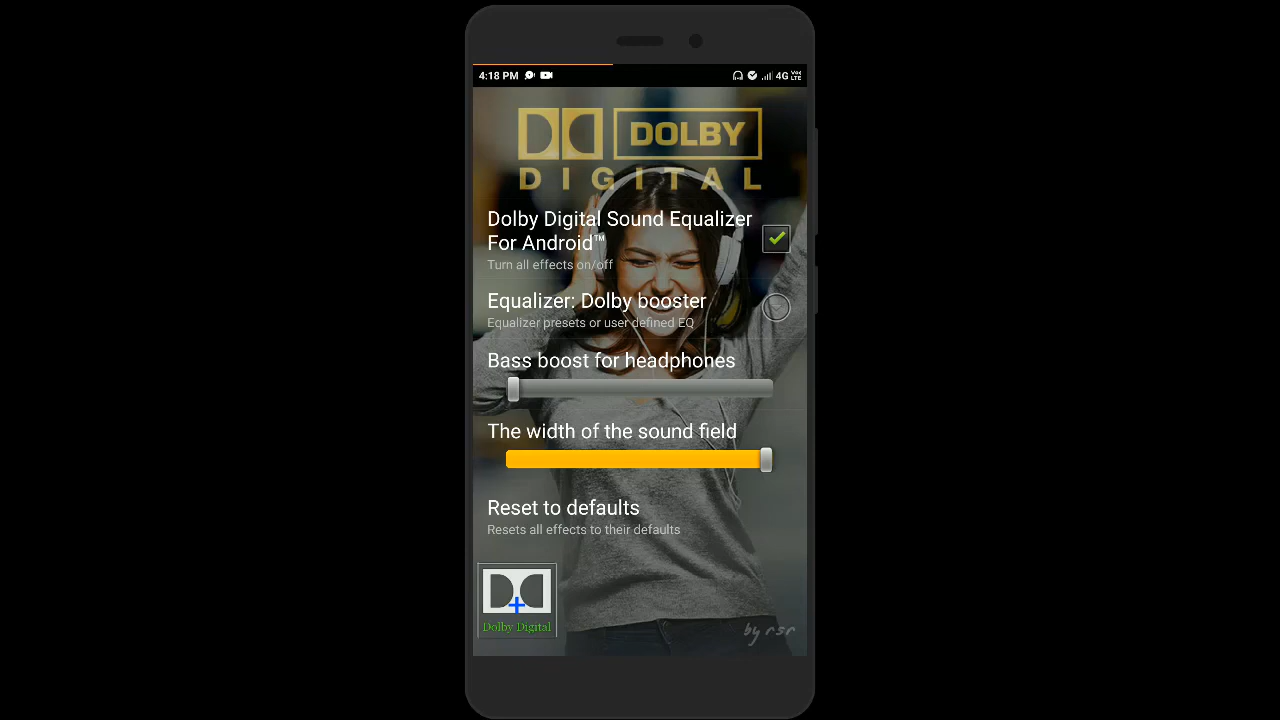 4:18 PM 4G VoLTE
DOLBY
DIGITAL
Dolby Digital Sound Equalizer
For Android™
Turn all effects on/off
Equalizer: Dolby booster
Equalizer presets or user defined EQ
Bass boost for headphones
The width of the sound field
Reset to defaults
Resets all effects to their defaults
Dolby Digital
by rsr